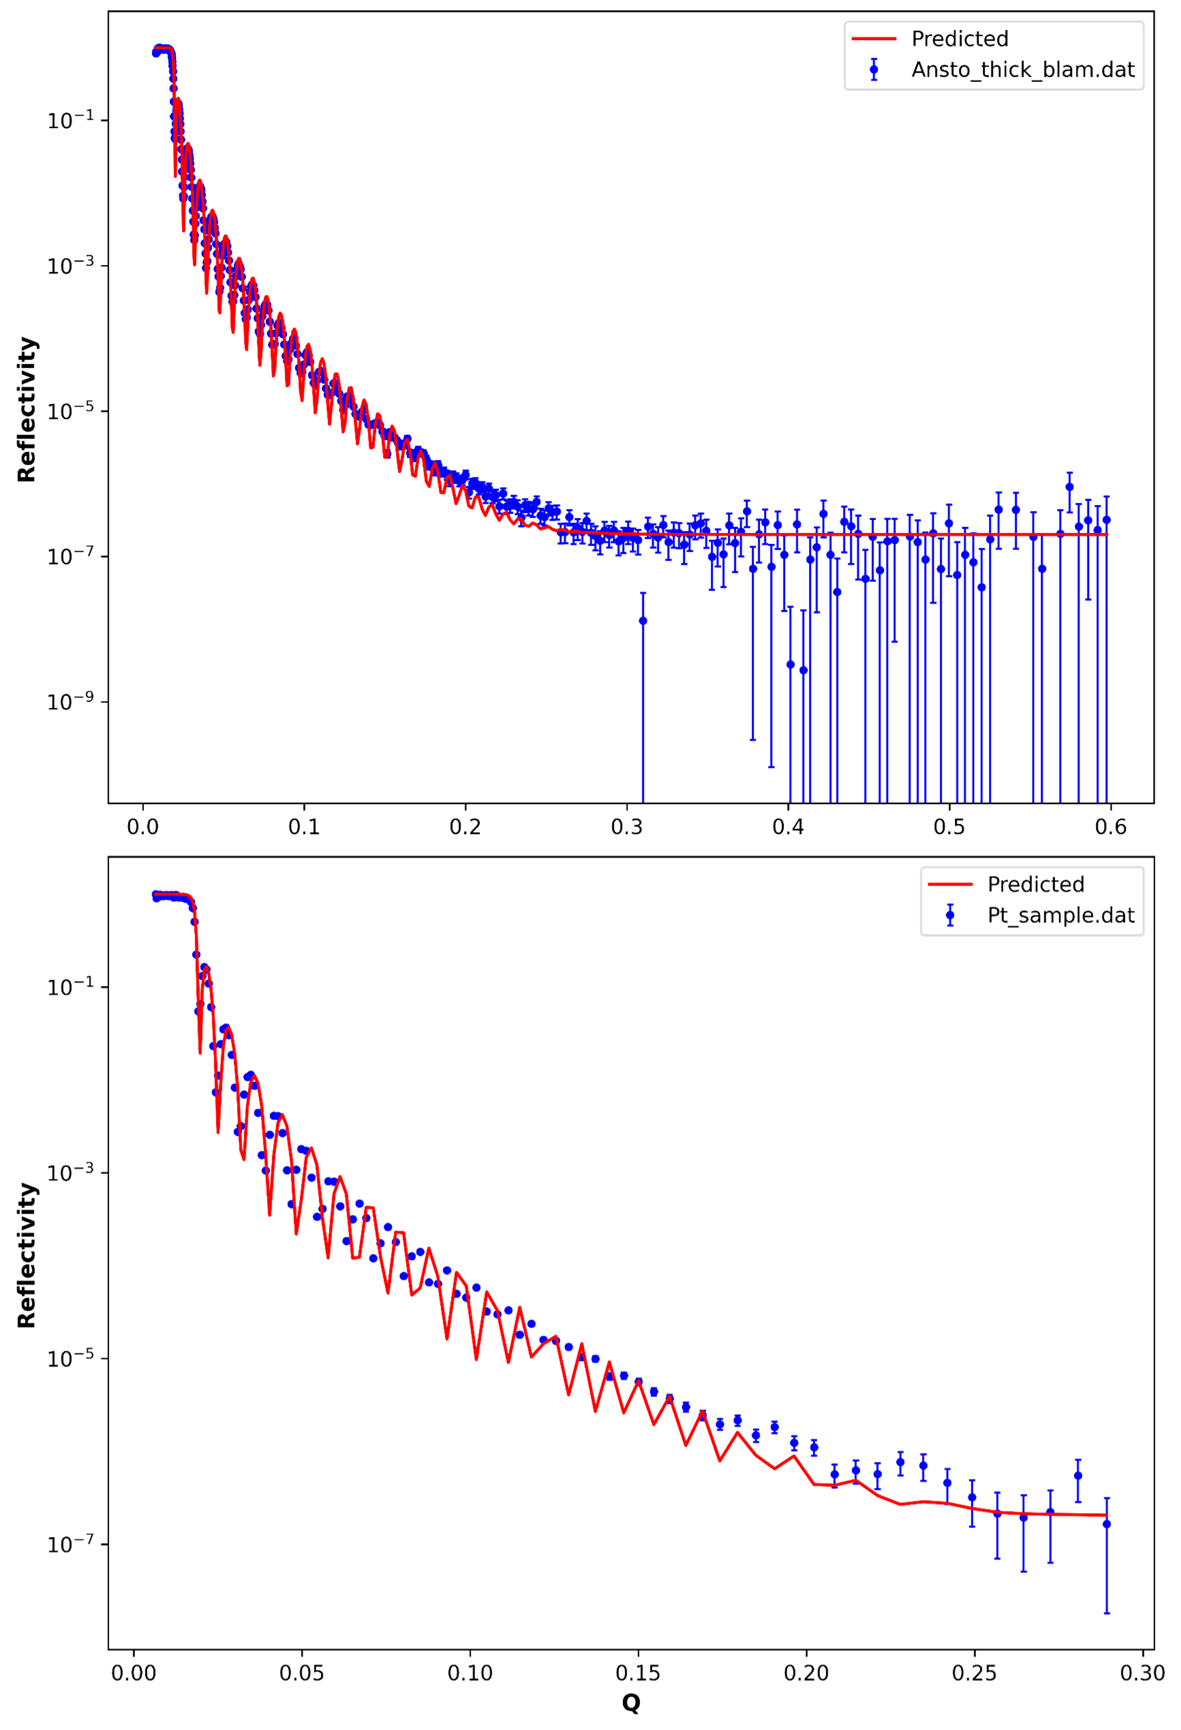 Predicted
Ansto_thick_blam.dat
10⁻¹
10⁻³
10⁻⁵
10⁻⁷
10⁻⁹
Reflectivity
0.0 0.1 0.2 0.3 0.4 0.5 0.6
Predicted
Pt_sample.dat
10⁻¹
10⁻³
10⁻⁵
10⁻⁷
Reflectivity
0.00 0.05 0.10 0.15 0.20 0.25 0.30
Q